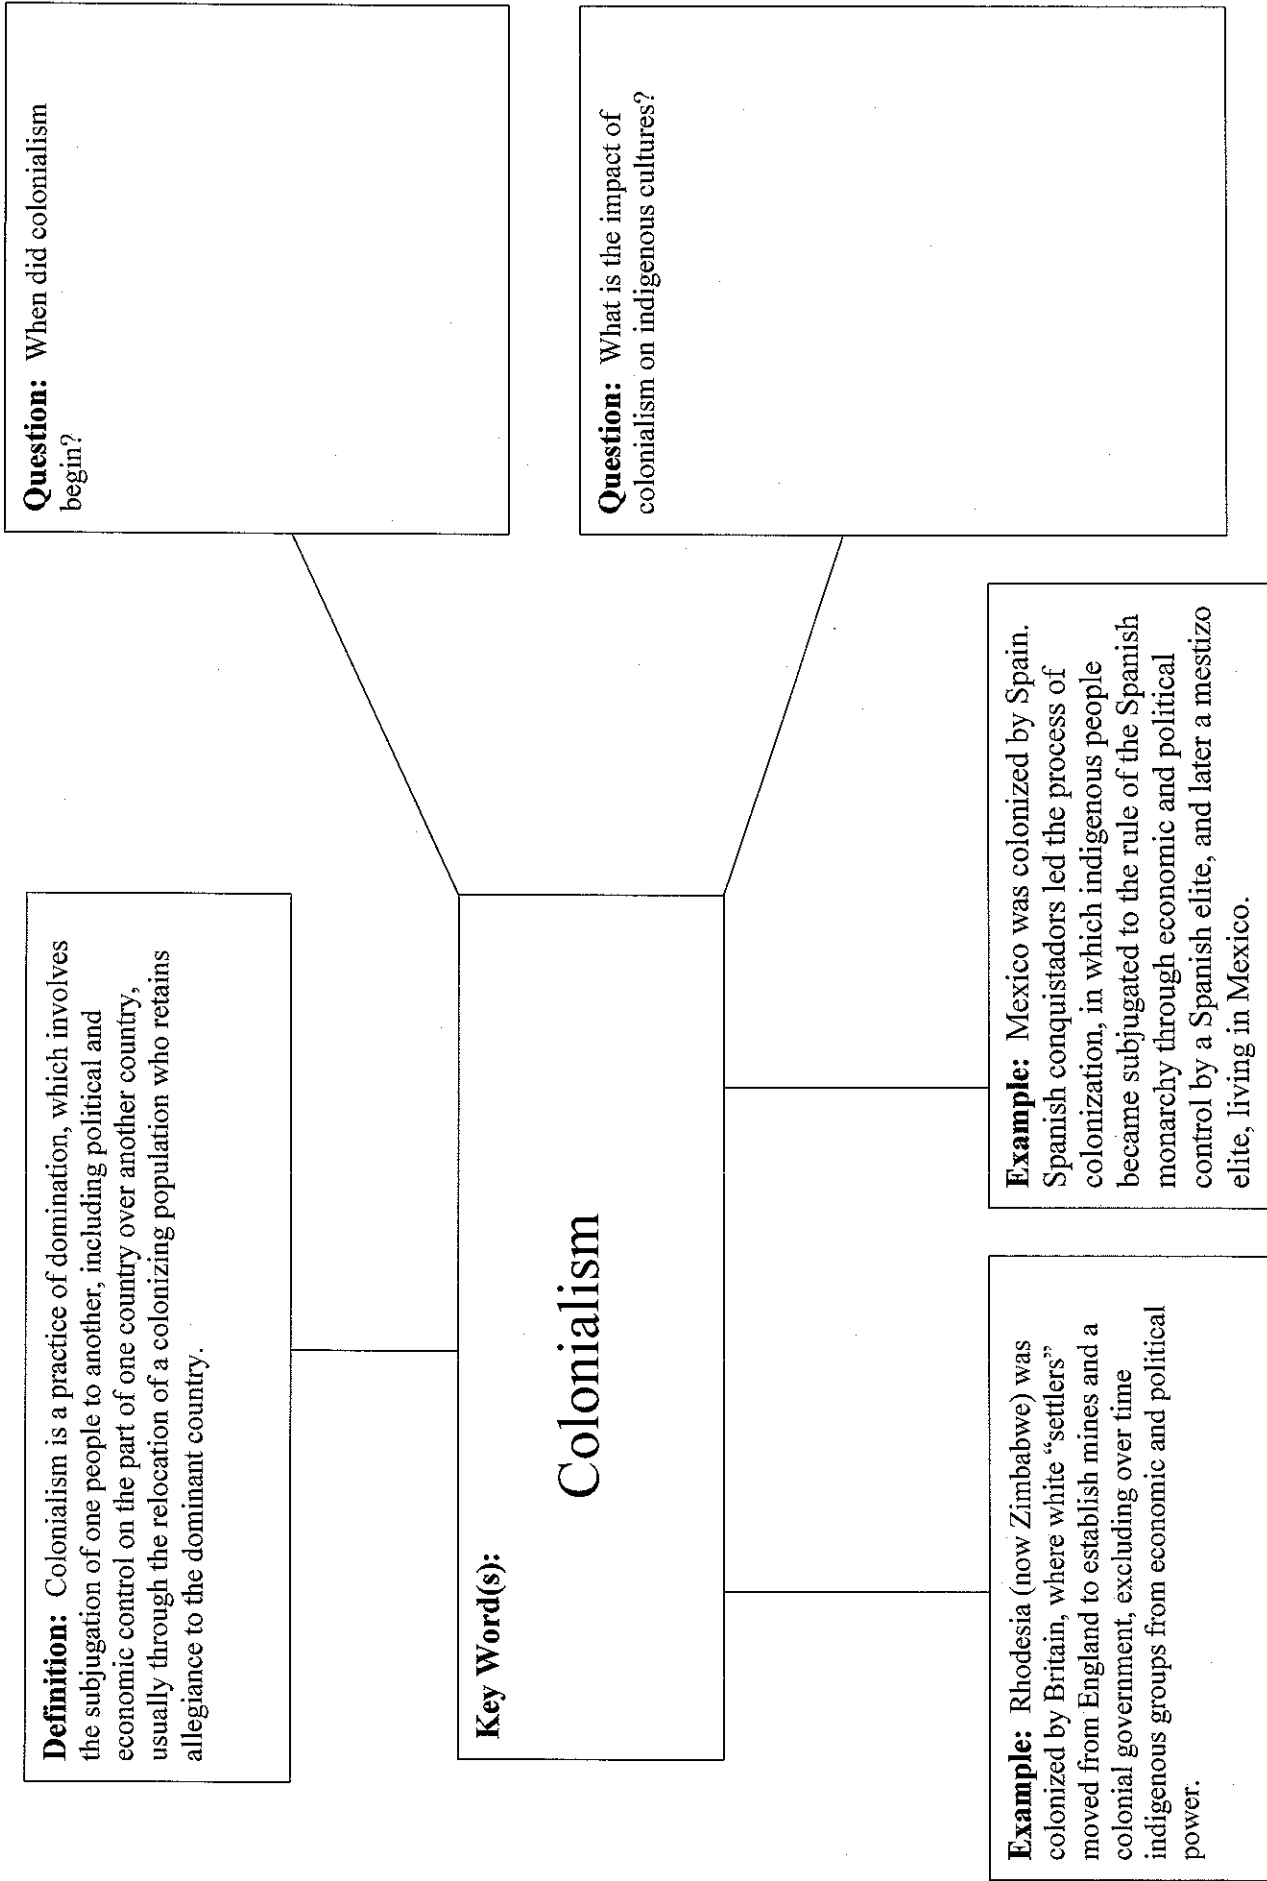 Definition: Colonialism is a practice of domination, which involves
the subjugation of one people to another, including political and
economic control on the part of one country over another country,
usually through the relocation of a colonizing population who retains
allegiance to the dominant country.
Question: When did colonialism
begin?
Key Word(s):
Colonialism
Question: What is the impact of
colonialism on indigenous cultures?
Example: Rhodesia (now Zimbabwe) was
colonized by Britain, where white “settlers”
moved from England to establish mines and a
colonial government, excluding over time
indigenous groups from economic and political
power.
Example: Mexico was colonized by Spain.
Spanish conquistadors led the process of
colonization, in which indigenous people
became subjugated to the rule of the Spanish
monarchy through economic and political
control by a Spanish elite, and later a mestizo
elite, living in Mexico.